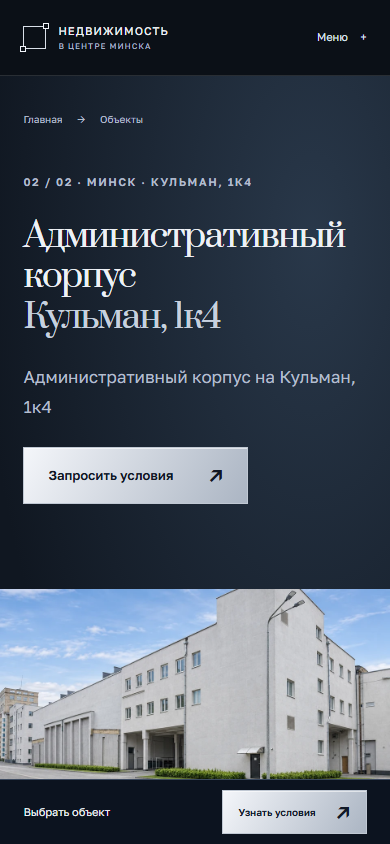 НЕДВИЖИМОСТЬ
В ЦЕНТРЕ МИНСКА
Меню +
Главная → Объекты
02 / 02 · МИНСК · КУЛЬМАН, 1К4
Административный
корпус
Кульман, 1к4
Административный корпус на Кульман,
1к4
Запросить условия
Выбрать объект
Узнать условия